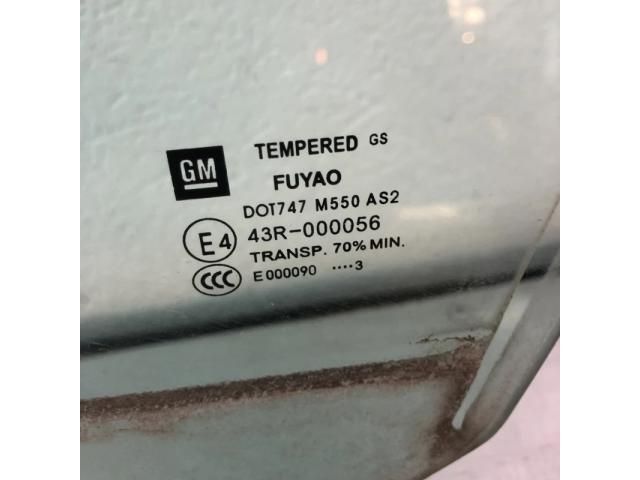 TEMPERED GS
GM
FUYAO
DOT747 M550 AS2
E4 43R-000056
TRANSP. 70% MIN.
CCC E000090 ····3